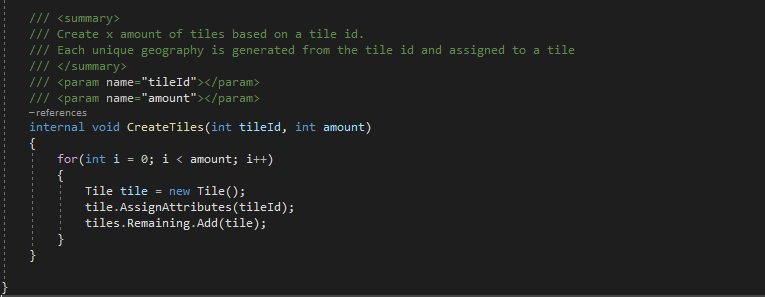 /// <summary>
/// Create x amount of tiles based on a tile id.
/// Each unique geography is generated from the tile id and assigned to a tile
/// </summary>
/// <param name="tileId"></param>
/// <param name="amount"></param>
–references
internal void CreateTiles(int tileId, int amount)
{
for(int i = 0; i < amount; i++)
{
Tile tile = new Tile();
tile.AssignAttributes(tileId);
tiles.Remaining.Add(tile);
}
}
}